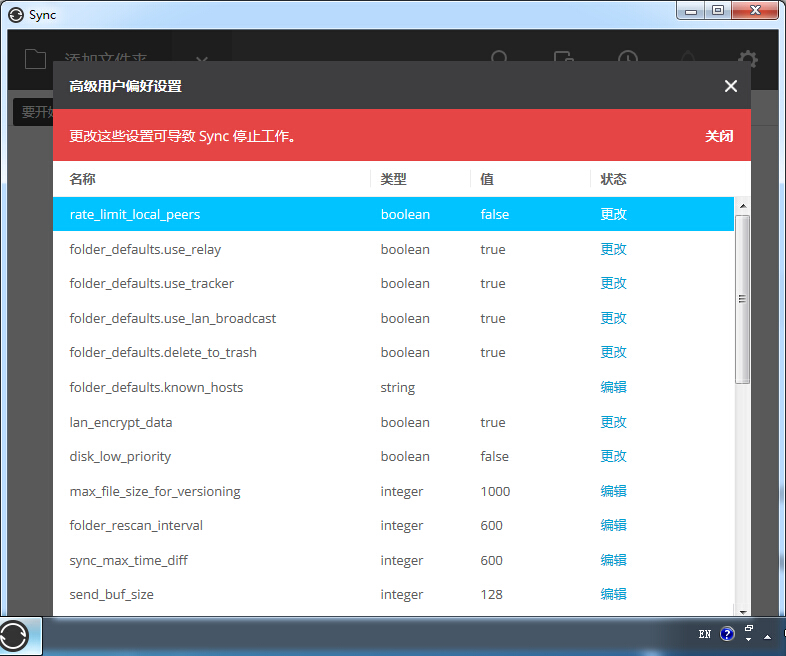 Sync
添加文件夹
高级用户偏好设置
要开始
更改这些设置可导致 Sync 停止工作。 关闭
名称 类型 值 状态
rate_limit_local_peers boolean false 更改
folder_defaults.use_relay boolean true 更改
folder_defaults.use_tracker boolean true 更改
folder_defaults.use_lan_broadcast boolean true 更改
folder_defaults.delete_to_trash boolean true 更改
folder_defaults.known_hosts string 编辑
lan_encrypt_data boolean true 更改
disk_low_priority boolean false 更改
max_file_size_for_versioning integer 1000 编辑
folder_rescan_interval integer 600 编辑
sync_max_time_diff integer 600 编辑
send_buf_size integer 128 编辑
EN